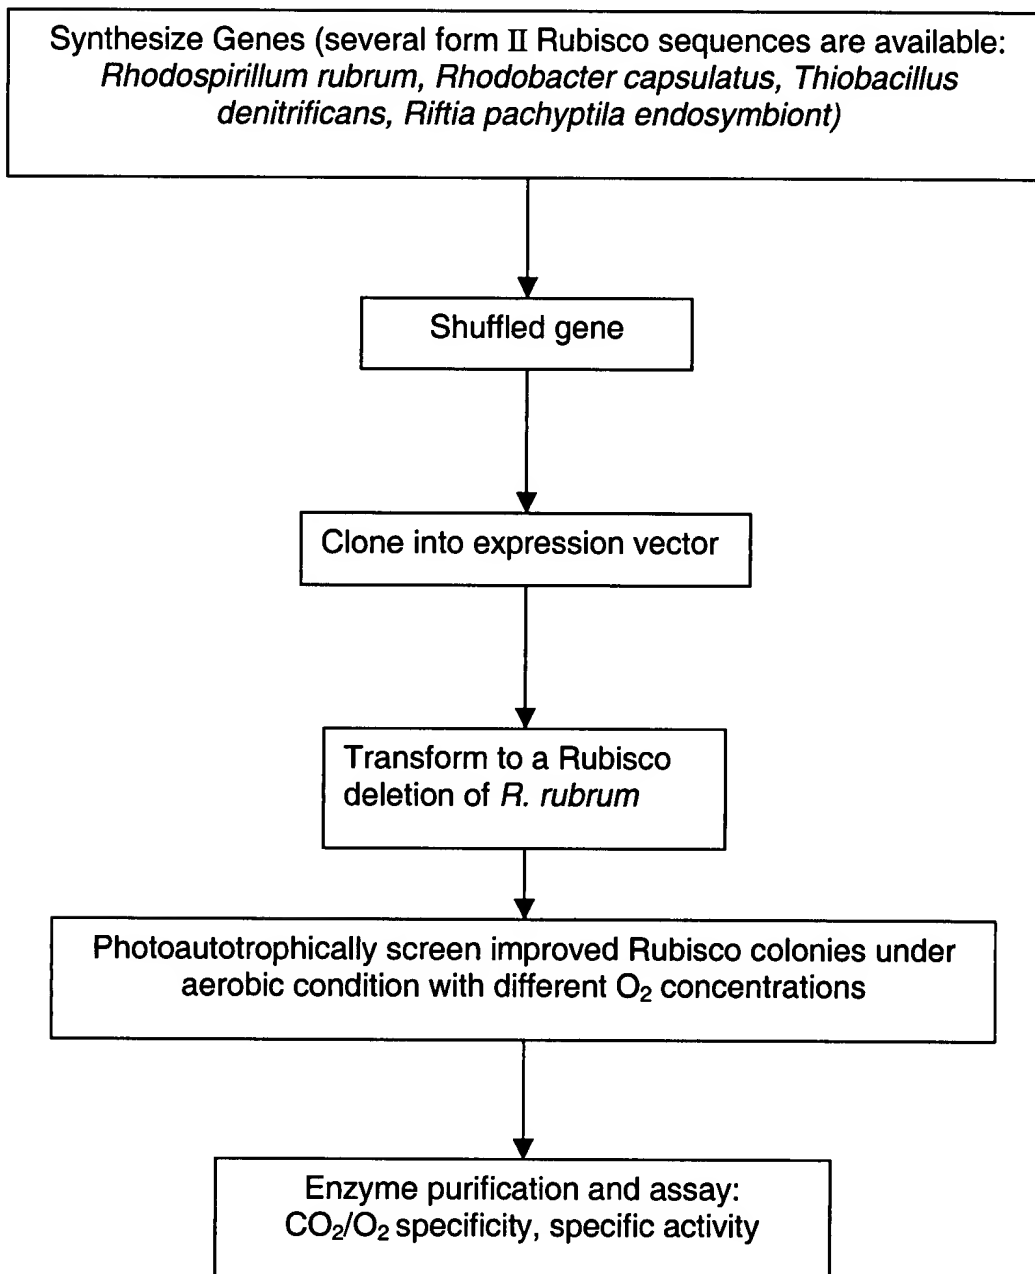 Synthesize Genes (several form II Rubisco sequences are available:
Rhodospirillum rubrum, Rhodobacter capsulatus, Thiobacillus
denitrificans, Riftia pachyptila endosymbiont)
Shuffled gene
Clone into expression vector
Transform to a Rubisco
deletion of R. rubrum
Photoautotrophically screen improved Rubisco colonies under
aerobic condition with different O₂ concentrations
Enzyme purification and assay:
CO₂/O₂ specificity, specific activity